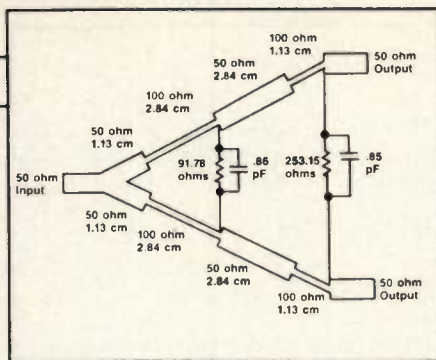 100 ohm
1.13 cm
50 ohm
Output
50 ohm
2.84 cm
100 ohm
2.84 cm
50 ohm
1.13 cm
91.78
ohms
.86
pF
253.15
ohms
.85
pF
50 ohm
Input
50 ohm
1.13 cm
100 ohm
2.84 cm
50 ohm
2.84 cm
100 ohm
1.13 cm
50 ohm
Output